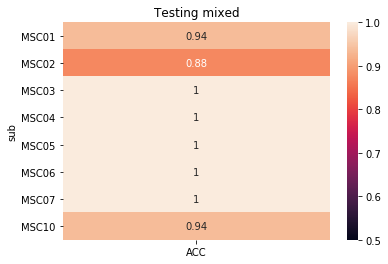 Testing mixed
MSC01 0.94
MSC02 0.88
MSC03 1
MSC04 1
MSC05 1
MSC06 1
MSC07 1
MSC10 0.94
sub
ACC
1.0
0.9
0.8
0.7
0.6
0.5